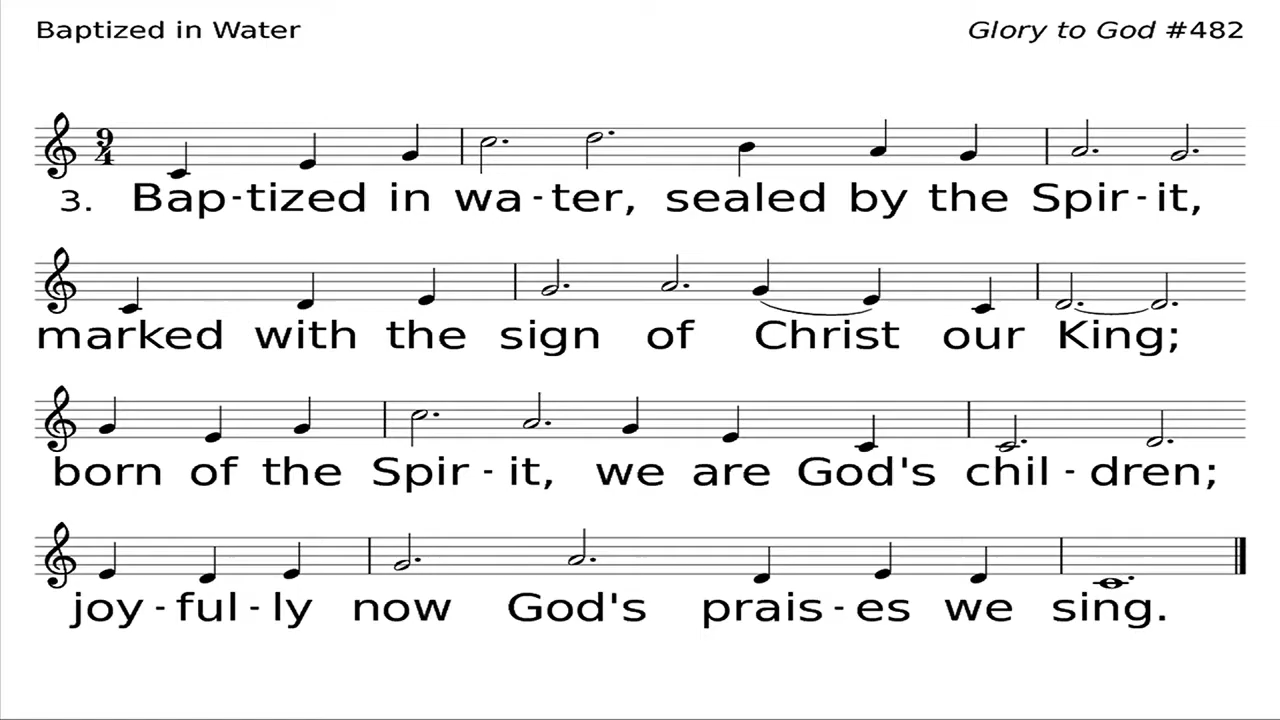 Baptized in Water
Glory to God #482
9
4
3. Bap-tized in wa-ter, sealed by the Spir-it,
marked with the sign of Christ our King;
born of the Spir-it, we are God's chil-dren;
joy-ful-ly now God's prais-es we sing.